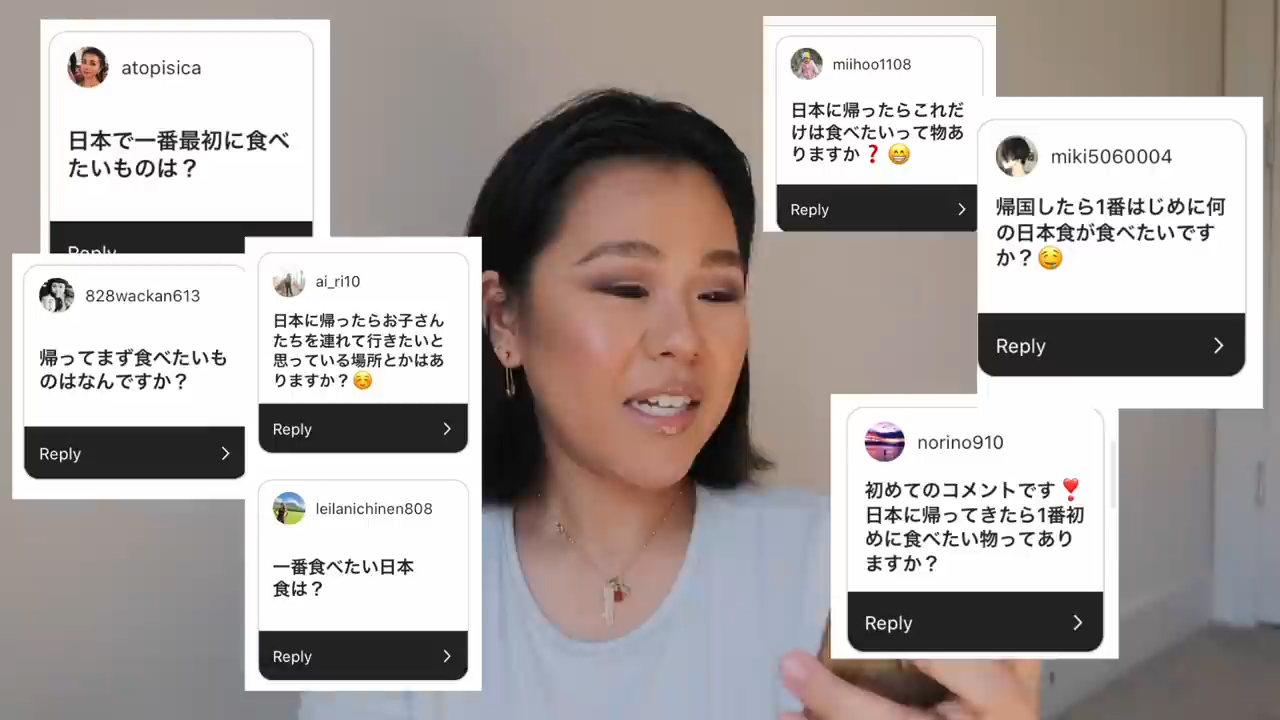 atopisica
日本で一番最初に食べ
たいものは？
Reply
828wackan613
帰ってまず食べたいも
のはなんですか？
Reply
ai_ri10
日本に帰ったらお子さん
たちを連れて行きたいと
思っている場所とかはあ
りますか？☺️
Reply
leilanichinen808
一番食べたい日本
食は？
Reply
miihoo1108
日本に帰ったらこれだ
けは食べたいって物あ
りますか❓😁
Reply
miki5060004
帰国したら1番はじめに何
の日本食が食べたいです
か？🤤
Reply
norino910
初めてのコメントです❣️
日本に帰ってきたら1番初
めに食べたい物ってあり
ますか？
Reply